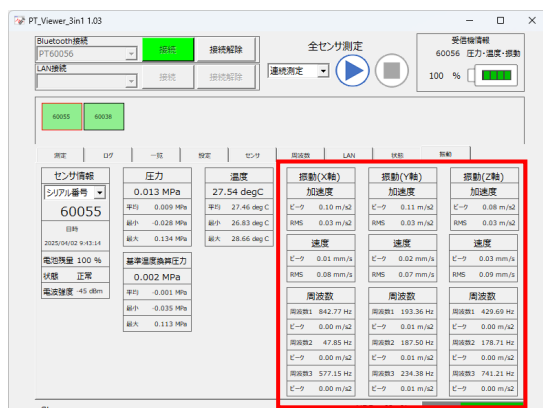 PT_Viewer_3in1 1.03
Bluetooth接続
PT60056 接続 接続解除
LAN接続
接続 接続解除
全センサ測定
連続測定
受信機情報
60056 圧力・温度・振動
100 %
60055 60038
測定 ログ 一覧 設定 センサ 周波数 LAN 状態 振動
センサ情報
シリアル番号
60055
日時
2025/04/02 9:43:14
電池残量 100 %
状態 正常
電波強度 -45 dBm
圧力
0.013 MPa
平均 0.009 MPa
最小 -0.028 MPa
最大 0.134 MPa
基準温度換算圧力
0.002 MPa
平均 -0.001 MPa
最小 -0.035 MPa
最大 0.113 MPa
温度
27.54 degC
平均 27.46 deg C
最小 26.83 deg C
最大 28.66 deg C
振動(X軸)
加速度
ピーク 0.10 m/s2
RMS 0.03 m/s2
速度
ピーク 0.01 mm/s
RMS 0.08 mm/s
周波数
周波数1 842.77 Hz
ピーク 0.00 m/s2
周波数2 47.85 Hz
ピーク 0.00 m/s2
周波数3 577.15 Hz
ピーク 0.00 m/s2
振動(Y軸)
加速度
ピーク 0.11 m/s2
RMS 0.03 m/s2
速度
ピーク 0.02 mm/s
RMS 0.07 mm/s
周波数
周波数1 193.36 Hz
ピーク 0.00 m/s2
周波数2 187.50 Hz
ピーク 0.01 m/s2
周波数3 234.38 Hz
ピーク 0.01 m/s2
振動(Z軸)
加速度
ピーク 0.08 m/s2
RMS 0.03 m/s2
速度
ピーク 0.03 mm/s
RMS 0.09 mm/s
周波数
周波数1 429.69 Hz
ピーク 0.00 m/s2
周波数2 178.71 Hz
ピーク 0.00 m/s2
周波数3 741.21 Hz
ピーク 0.00 m/s2